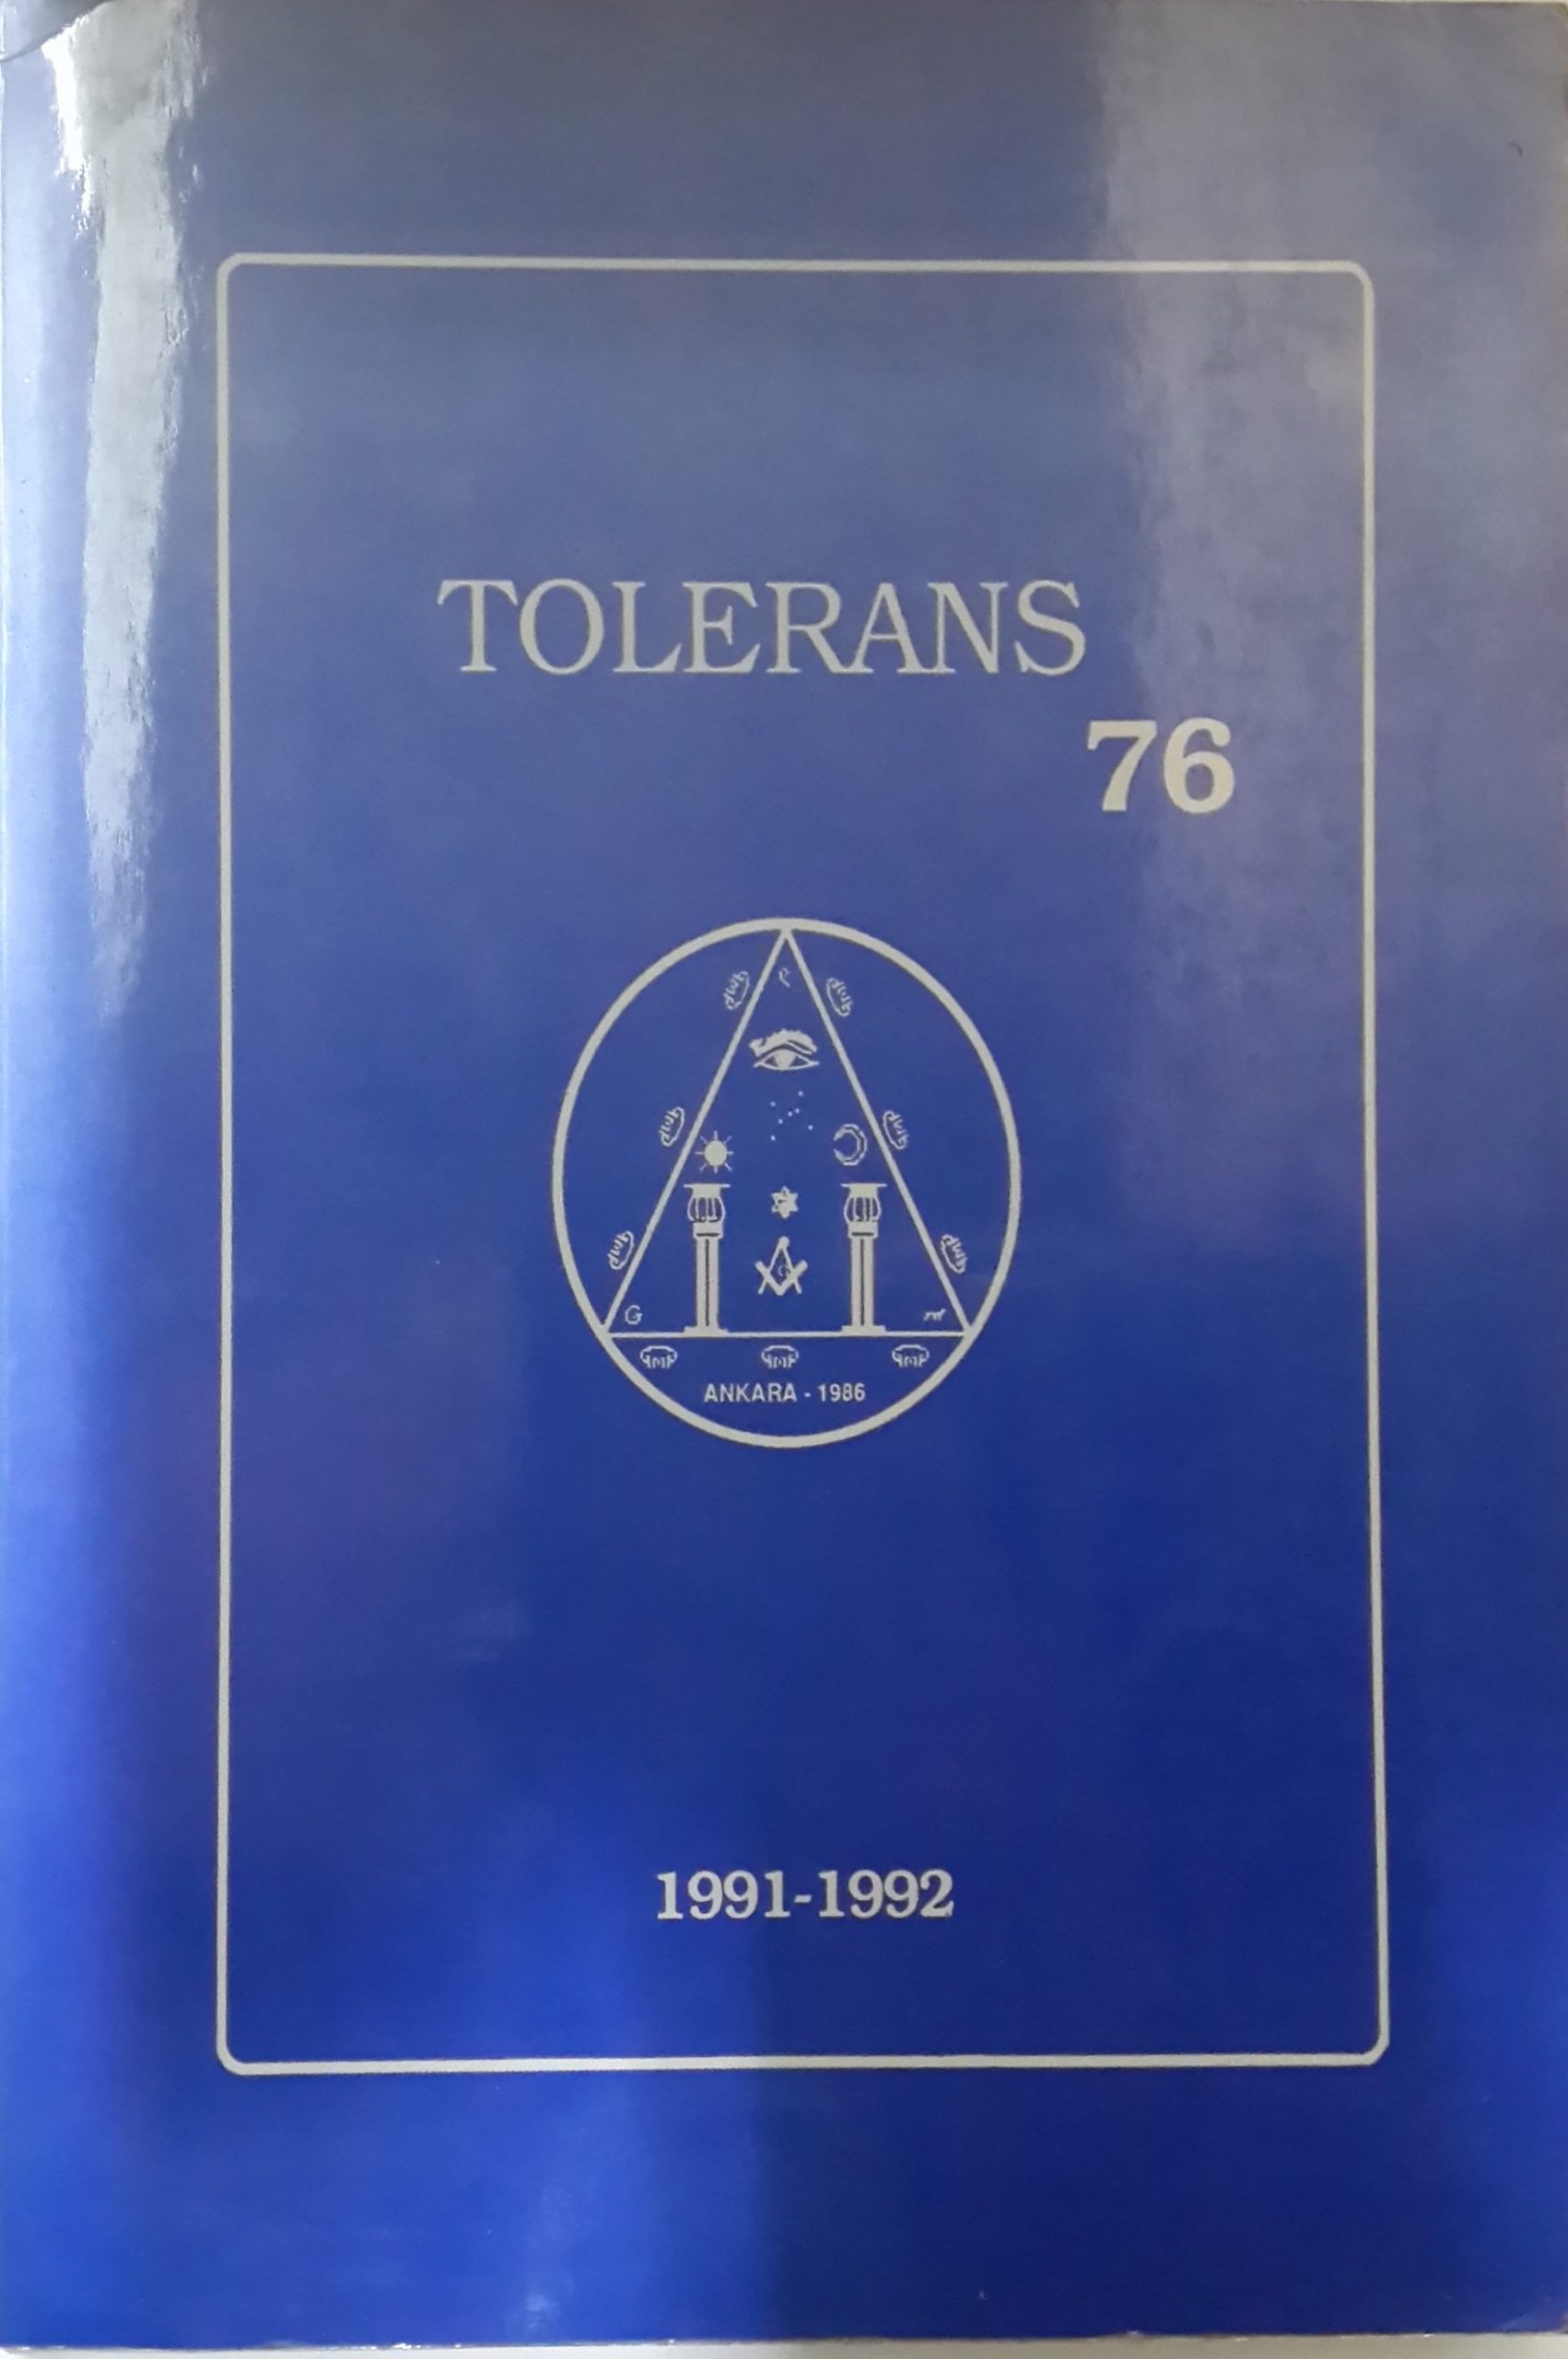 TOLERANS
76
G
ANKARA - 1986
1991-1992